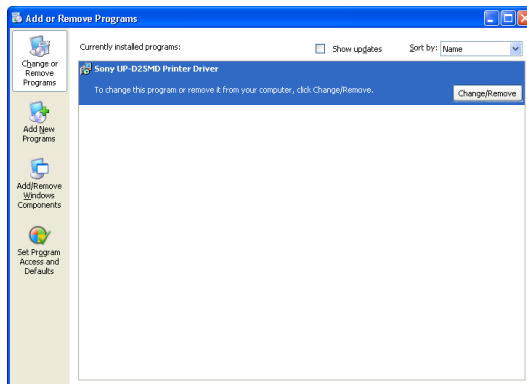 Add or Remove Programs
Change or
Remove
Programs
Currently installed programs:
Show updates
Sort by:
Name
Sony UP-D25MD Printer Driver
To change this program or remove it from your computer, click Change/Remove.
Change/Remove
Add New
Programs
Add/Remove
Windows
Components
Set Program
Access and
Defaults